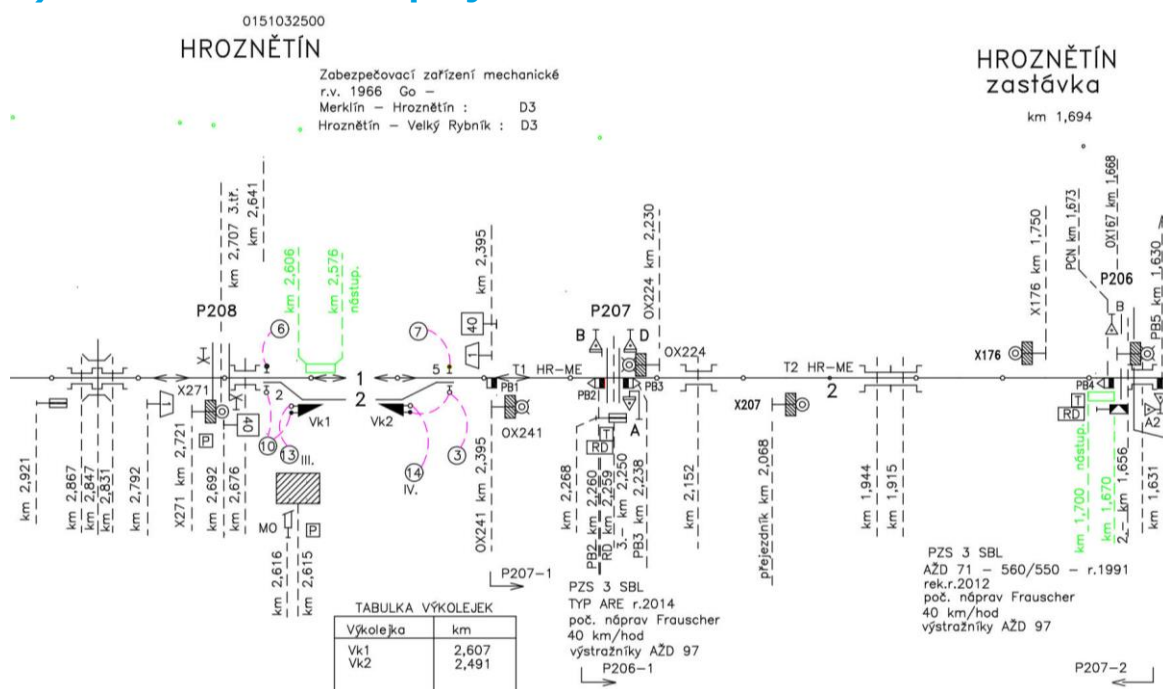 0151032500
HROZNĚTÍN
Zabezpečovací zařízení mechanické
r.v. 1966 Go –
Merklín – Hroznětín : D3
Hroznětín – Velký Rybník : D3
HROZNĚTÍN
zastávka
km 1,694
km 2,707 3.tř.
km 2,641
km 2,606
km 2,576
nástup.
km 2,395
OX224 km 2,230
X176 km 1,750
PCN km 1,673
OX167 km 1,668
PB5 km 1,630
P208
P207
P206
6
7
40
1
B
D
OX224
X176
B
T1 HR-ME
T2 HR-ME
X271
2
1
2
5
PB1
PB2
PB3
2
PB4
P
40
Vk1
Vk2
OX241
T
RD
A
X207
T
RD
A2
10
13
III.
14
IV.
3
MO
P
km 2,921
km 2,867
km 2,847
km 2,831
km 2,792
X271 km 2,721
km 2,692
km 2,676
km 2,616
km 2,615
OX241 km 2,395
km 2,268
PB2 km 2,260
RD km 2,259
3.- km 2,250
PB3 km 2,238
km 2,152
přejezdník km 2,068
km 1,944
km 1,915
km 1,700 nástup.
km 1,670
2.- km 1,656
km 1,631
P207-1
PZS 3 SBL
TYP ARE r.2014
poč. náprav Frauscher
40 km/hod
výstražníky AŽD 97
P206-1
PZS 3 SBL
AŽD 71 – 560/550 – r.1991
rek.r.2012
poč. náprav Frauscher
40 km/hod
výstražníky AŽD 97
P207-2
TABULKA VÝKOLEJEK
Výkolejka km
Vk1 2,607
Vk2 2,491